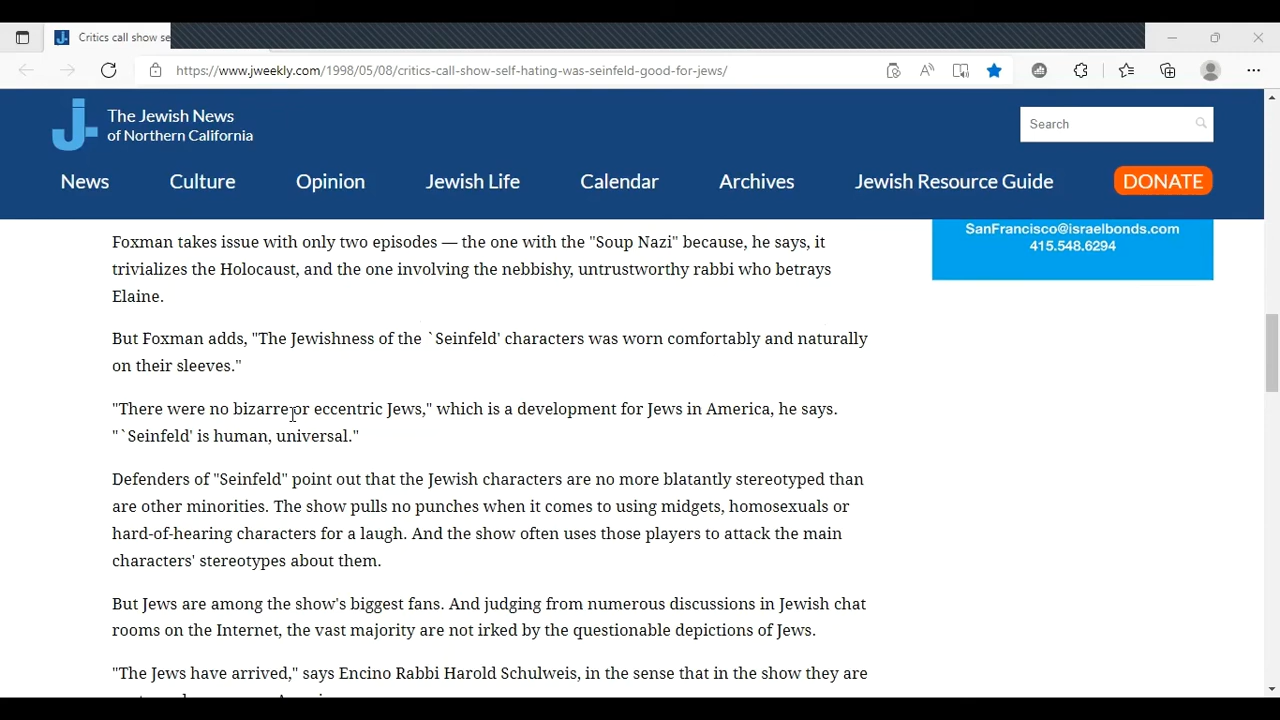 Critics call show se
https://www.jweekly.com/1998/05/08/critics-call-show-self-hating-was-seinfeld-good-for-jews/
The Jewish News
of Northern California
Search
News Culture Opinion Jewish Life Calendar Archives Jewish Resource Guide DONATE
SanFrancisco@israelbonds.com
415.548.6294
Foxman takes issue with only two episodes — the one with the "Soup Nazi" because, he says, it
trivializes the Holocaust, and the one involving the nebbishy, untrustworthy rabbi who betrays
Elaine.
But Foxman adds, "The Jewishness of the `Seinfeld' characters was worn comfortably and naturally
on their sleeves."
"There were no bizarre or eccentric Jews," which is a development for Jews in America, he says.
"`Seinfeld' is human, universal."
Defenders of "Seinfeld" point out that the Jewish characters are no more blatantly stereotyped than
are other minorities. The show pulls no punches when it comes to using midgets, homosexuals or
hard-of-hearing characters for a laugh. And the show often uses those players to attack the main
characters' stereotypes about them.
But Jews are among the show's biggest fans. And judging from numerous discussions in Jewish chat
rooms on the Internet, the vast majority are not irked by the questionable depictions of Jews.
"The Jews have arrived," says Encino Rabbi Harold Schulweis, in the sense that in the show they are